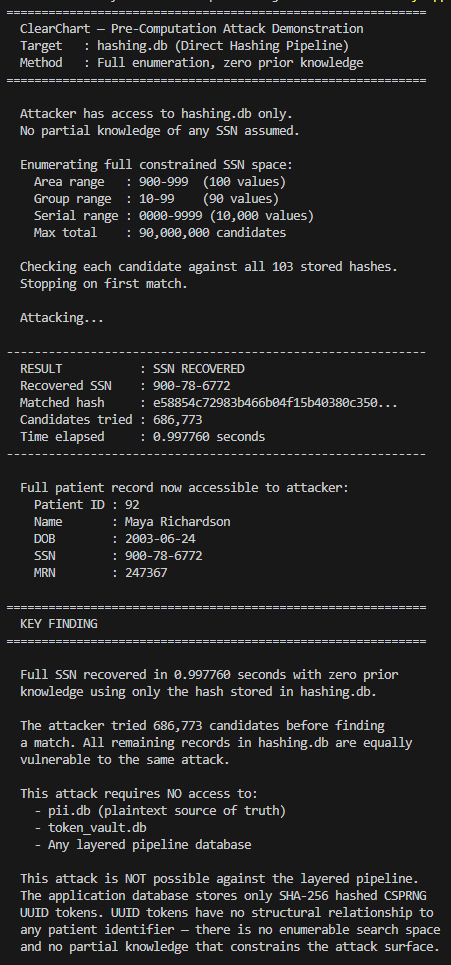 ============================================================
ClearChart — Pre-Computation Attack Demonstration
Target   : hashing.db (Direct Hashing Pipeline)
Method   : Full enumeration, zero prior knowledge
============================================================
Attacker has access to hashing.db only.
No partial knowledge of any SSN assumed.
Enumerating full constrained SSN space:
Area range   : 900-999  (100 values)
Group range  : 10-99    (90 values)
Serial range : 0000-9999 (10,000 values)
Max total    : 90,000,000 candidates
Checking each candidate against all 103 stored hashes.
Stopping on first match.
Attacking...
------------------------------------------------------------
RESULT           : SSN RECOVERED
Recovered SSN    : 900-78-6772
Matched hash     : e58854c72983b466b04f15b40380c350...
Candidates tried : 686,773
Time elapsed     : 0.997760 seconds
------------------------------------------------------------
Full patient record now accessible to attacker:
Patient ID : 92
Name       : Maya Richardson
DOB        : 2003-06-24
SSN        : 900-78-6772
MRN        : 247367
============================================================
KEY FINDING
============================================================
Full SSN recovered in 0.997760 seconds with zero prior
knowledge using only the hash stored in hashing.db.
The attacker tried 686,773 candidates before finding
a match. All remaining records in hashing.db are equally
vulnerable to the same attack.
This attack requires NO access to:
- pii.db (plaintext source of truth)
- token_vault.db
- Any layered pipeline database
This attack is NOT possible against the layered pipeline.
The application database stores only SHA-256 hashed CSPRNG
UUID tokens. UUID tokens have no structural relationship to
any patient identifier — there is no enumerable search space
and no partial knowledge that constrains the attack surface.